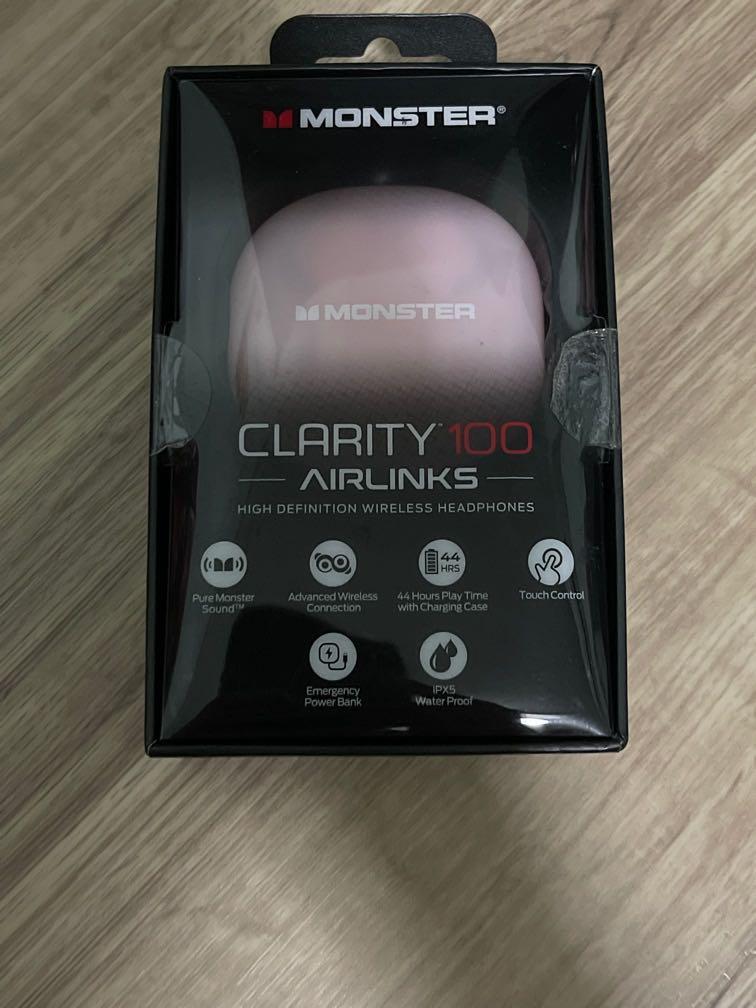 MONSTER®
MONSTER
CLARITY™ 100
AIRLINKS
HIGH DEFINITION WIRELESS HEADPHONES
44
HRS
Pure Monster
Sound™
Advanced Wireless
Connection
44 Hours Play Time
with Charging Case
Touch Control
Emergency
Power Bank
IPX5
Water Proof